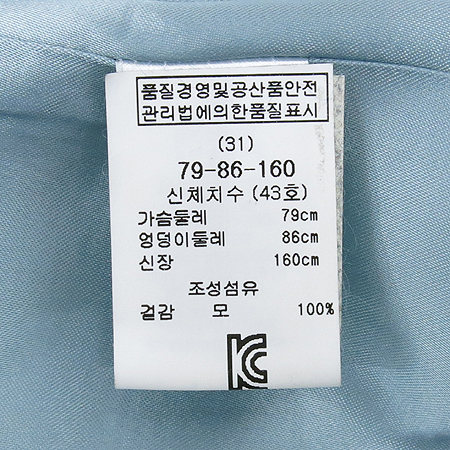 품질경영및공산품안전
관리법에의한품질표시
(31)
79-86-160
신체치수 (43호)
가슴둘레 79cm
엉덩이둘레 86cm
신장 160cm
조성섬유
겉감 모 100%
KC